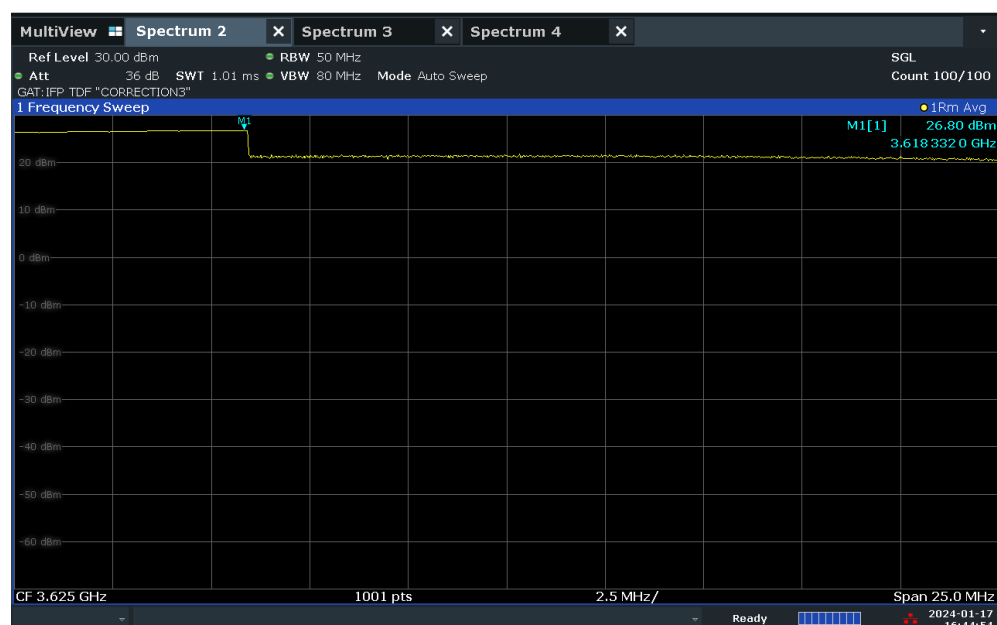 MultiView Spectrum 2 X Spectrum 3 X Spectrum 4 X
Ref Level 30.00 dBm RBW 50 MHz SGL
Att 36 dB SWT 1.01 ms VBW 80 MHz Mode Auto Sweep Count 100/100
GAT:IFP TDF "CORRECTION3"
1 Frequency Sweep 1Rm Avg
M1 M1[1] 26.80 dBm
3.618 332 0 GHz
20 dBm
10 dBm
0 dBm
-10 dBm
-20 dBm
-30 dBm
-40 dBm
-50 dBm
-60 dBm
CF 3.625 GHz 1001 pts 2.5 MHz/ Span 25.0 MHz
Ready 2024-01-17
16:44:54